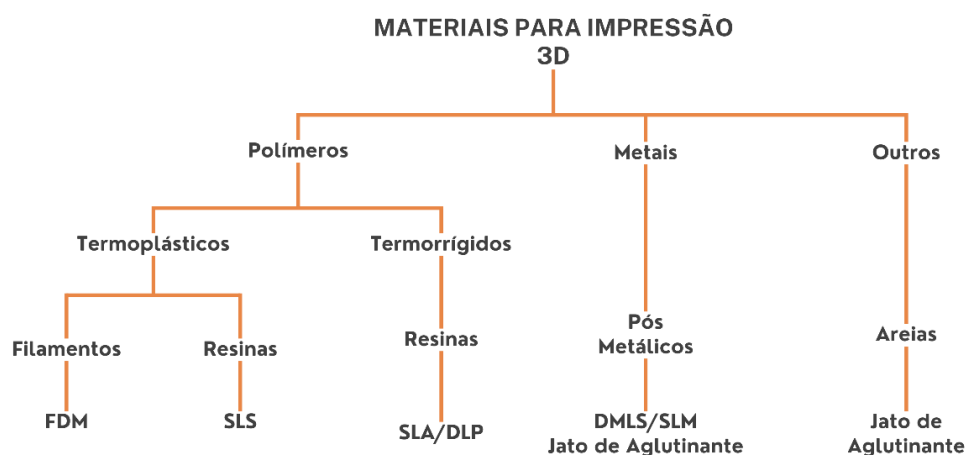 MATERIAIS PARA IMPRESSÃO
3D
Polímeros
Metais
Outros
Termoplásticos
Termorrígidos
Filamentos
Resinas
Resinas
Pós
Metálicos
Areias
FDM
SLS
SLA/DLP
DMLS/SLM
Jato de Aglutinante
Jato de
Aglutinante